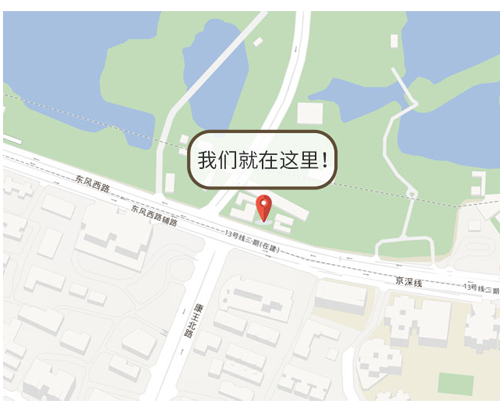 我们就在这里！
东风西路
东风西路辅路
13号线二期(在建)
京深线
13号线二期
康王北路